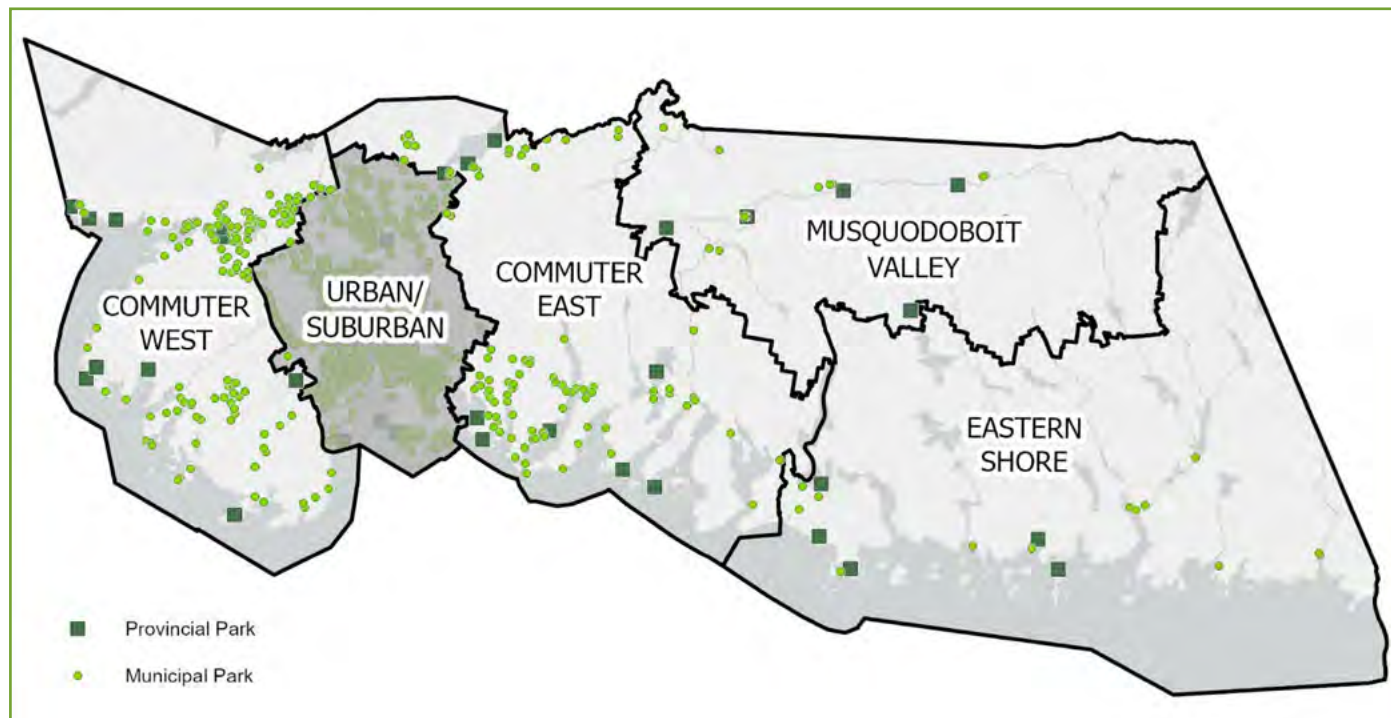 MUSQUODOBOIT
VALLEY
COMMUTER
EAST
URBAN/
SUBURBAN
COMMUTER
WEST
EASTERN
SHORE
Provincial Park
Municipal Park